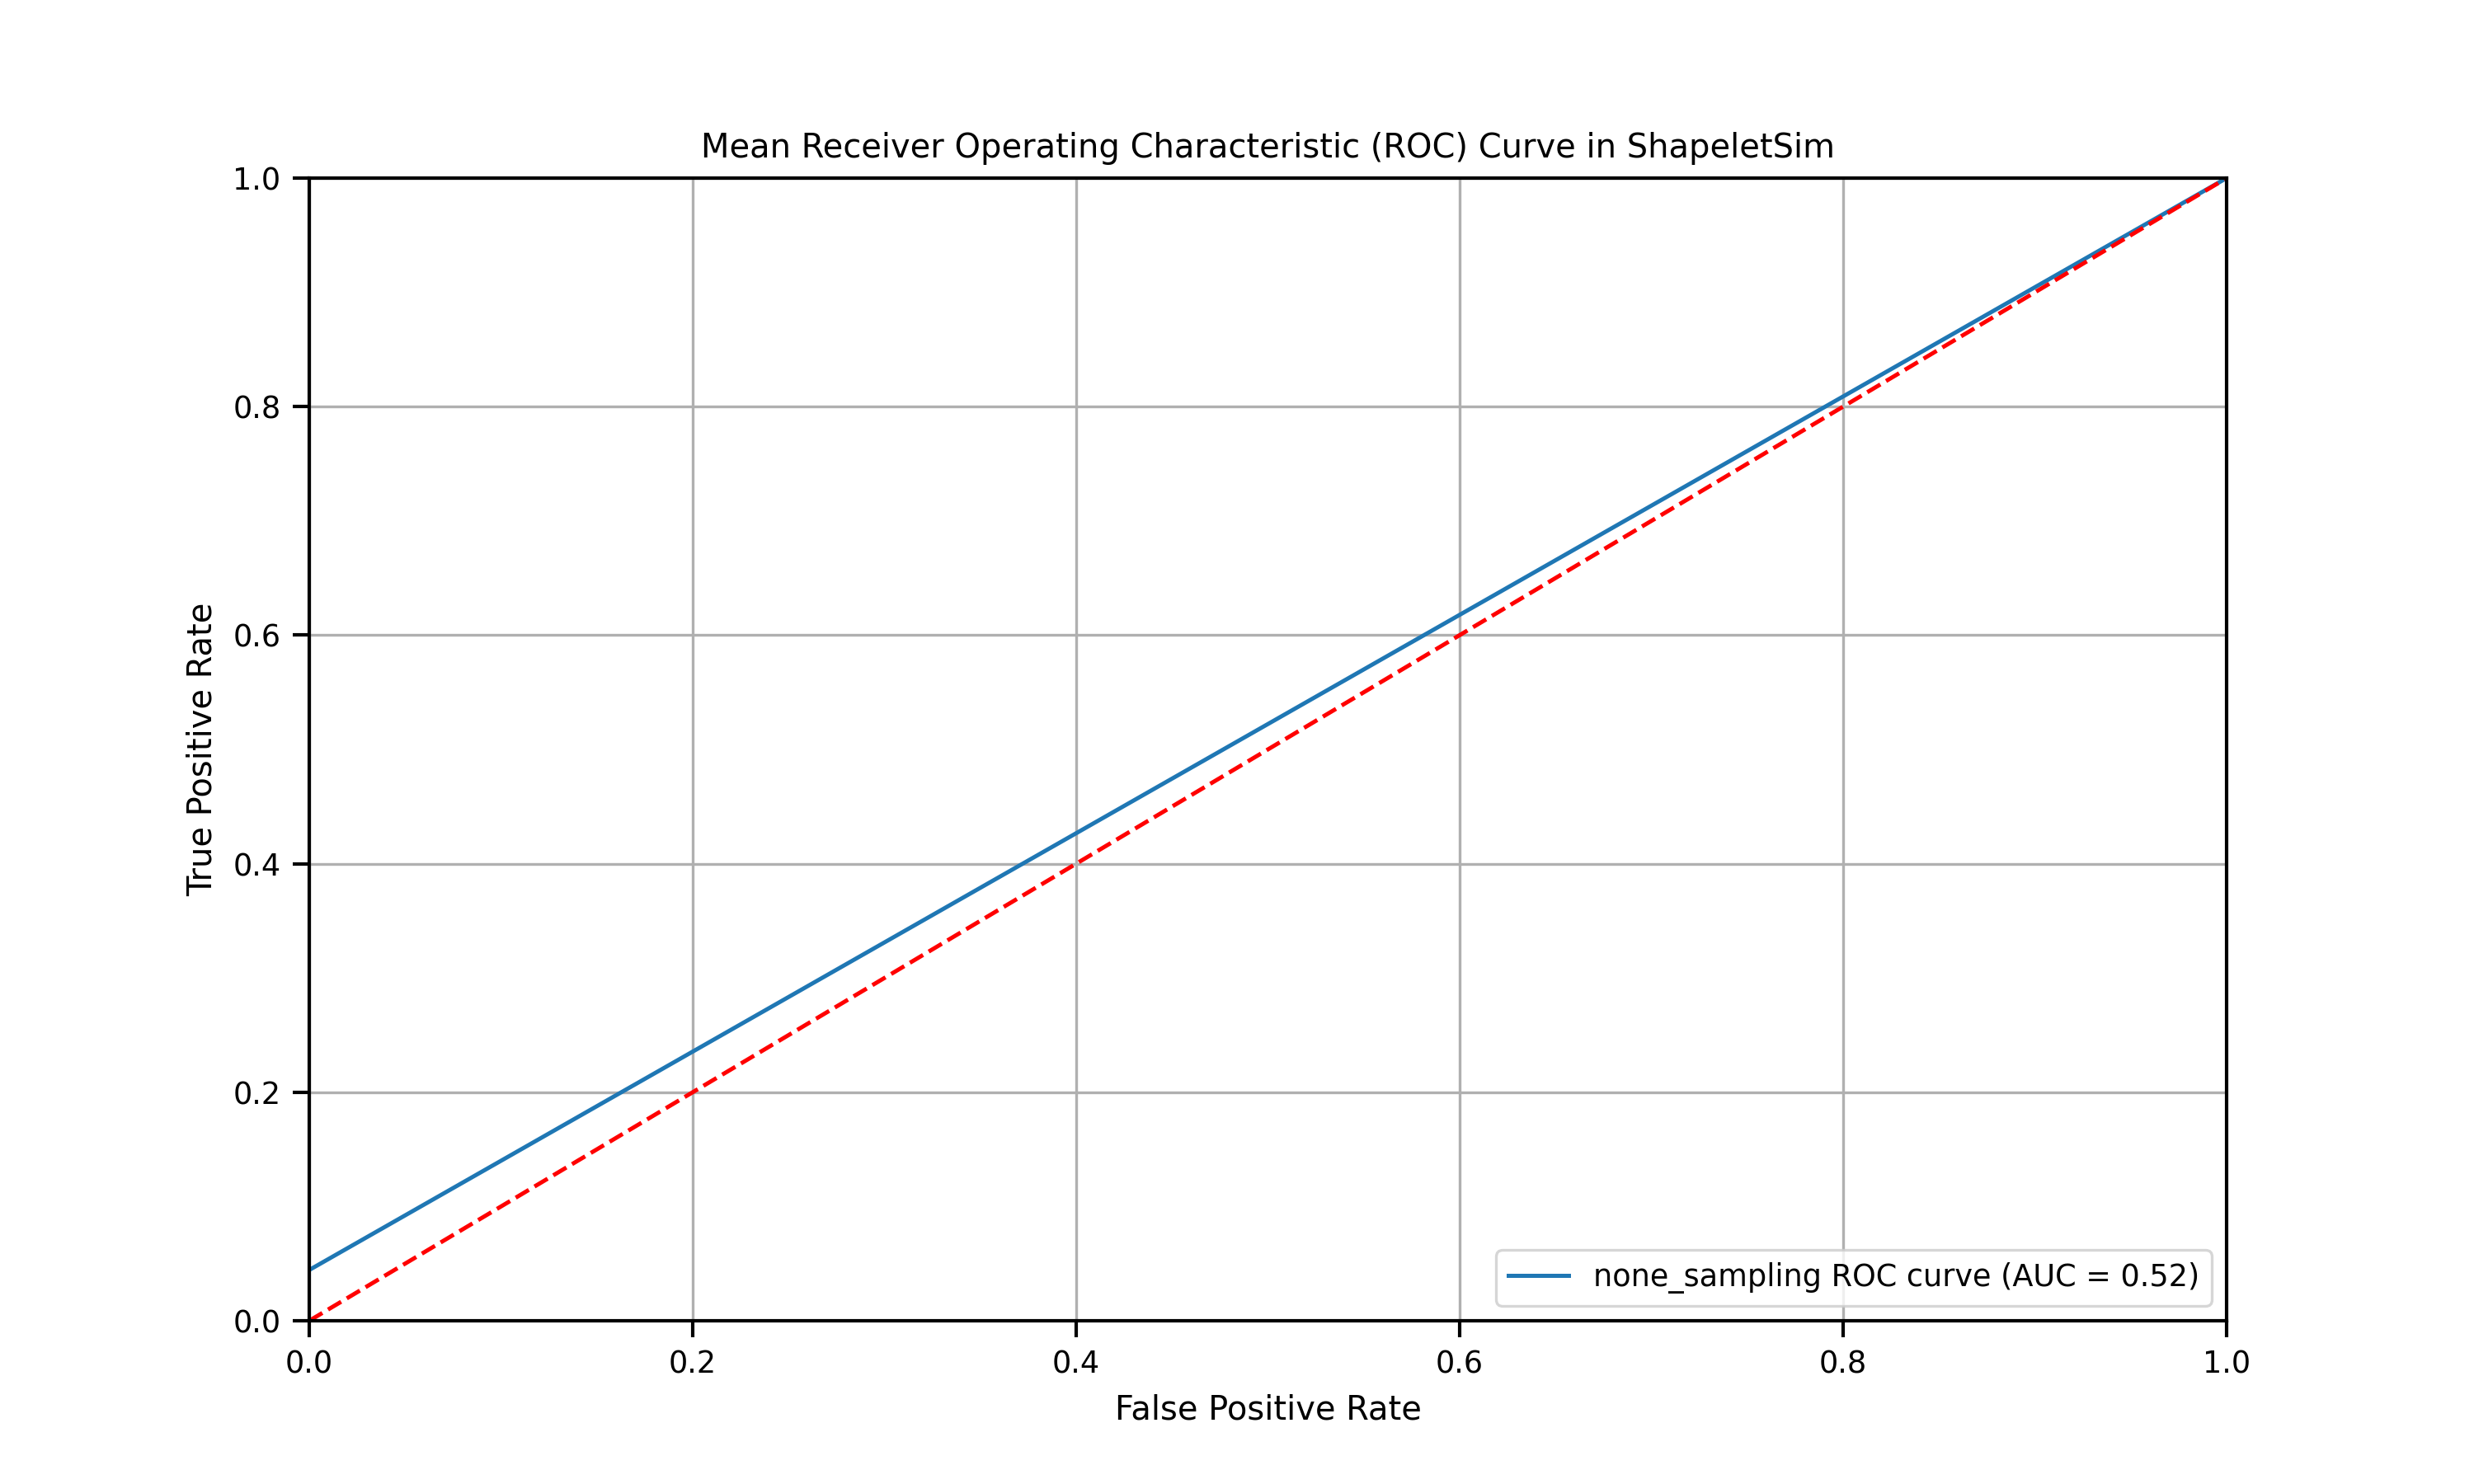 Mean Receiver Operating Characteristic (ROC) Curve in ShapeletSim
1.0
0.8
0.6
0.4
0.2
0.0
True Positive Rate
none_sampling ROC curve (AUC = 0.52)
0.0 0.2 0.4 0.6 0.8 1.0
False Positive Rate